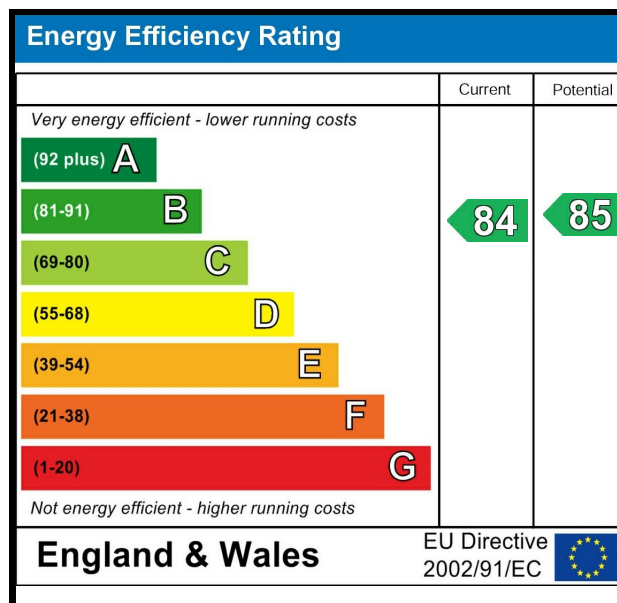 Energy Efficiency Rating
Current Potential
Very energy efficient - lower running costs
(92 plus) A
(81-91) B
84 85
(69-80) C
(55-68) D
(39-54) E
(21-38) F
(1-20) G
Not energy efficient - higher running costs
England & Wales
EU Directive
2002/91/EC